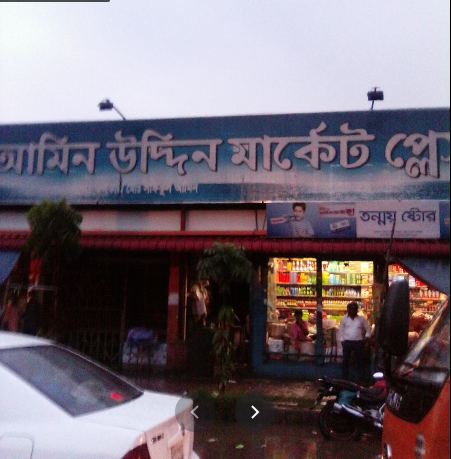 আমিন উদ্দিন মার্কেট প্লে
তন্ময় ষ্টোর